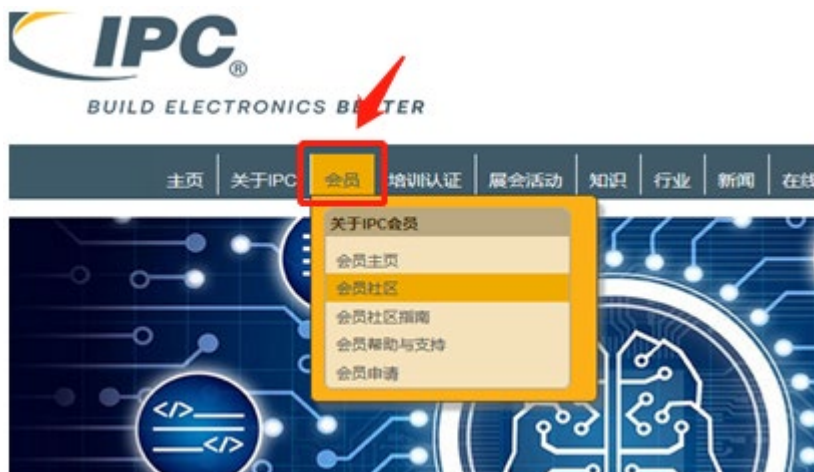 IPC®
BUILD ELECTRONICS BETTER
主页 关于IPC 会员 培训认证 展会活动 知识 行业 新闻 在线
关于IPC会员
会员主页
会员社区
会员社区指南
会员帮助与支持
会员申请
</>
</>